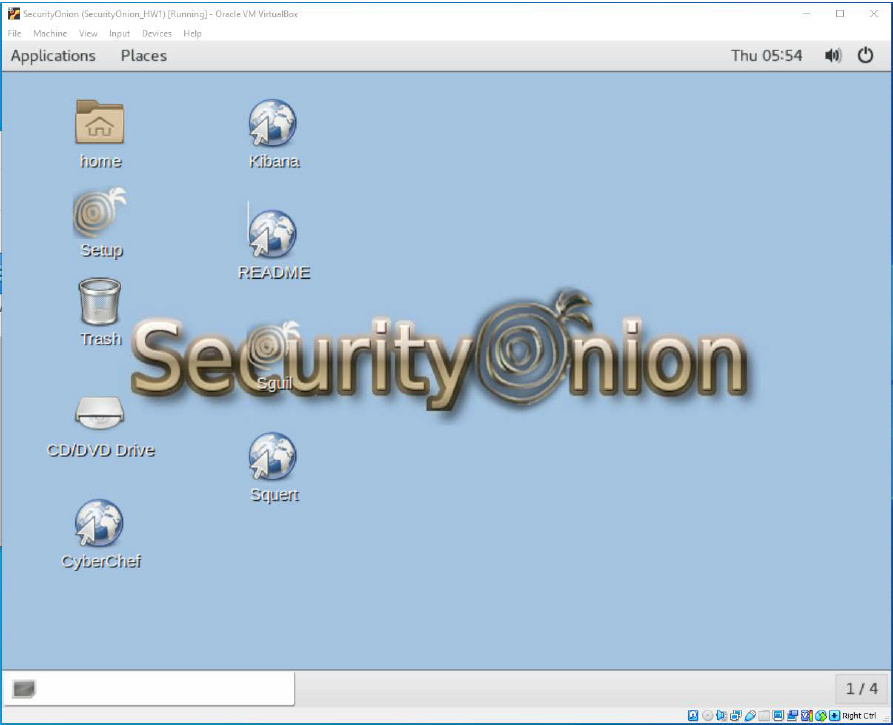 SecurityOnion (SecurityOnion_HW1) [Running] - Oracle VM VirtualBox
File Machine View Input Devices Help
Applications Places Thu 05:54
home
Kibana
Setup
README
Trash
SecurityOnion
Sguil
CD/DVD Drive
Squert
CyberChef
1 / 4
Right Ctrl